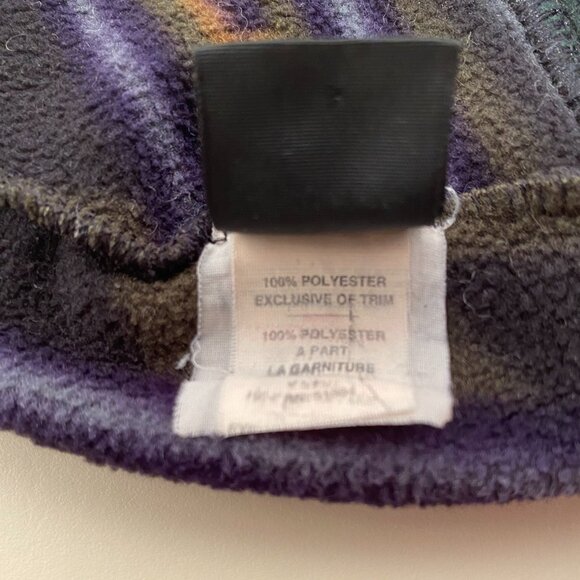 100% POLYESTER
EXCLUSIVE OF TRIM
100% POLYESTER
A PART
LA GARNITURE